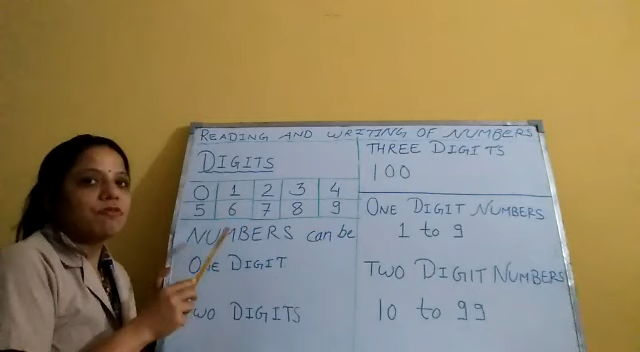 READING AND WRITING OF NUMBERS
DIGITS
0 1 2 3 4
5 6 7 8 9
NUMBERS can be
ONE DIGIT
TWO DIGITS
THREE DIGITS
100
ONE DIGIT NUMBERS
1 to 9
TWO DIGIT NUMBERS
10 to 99